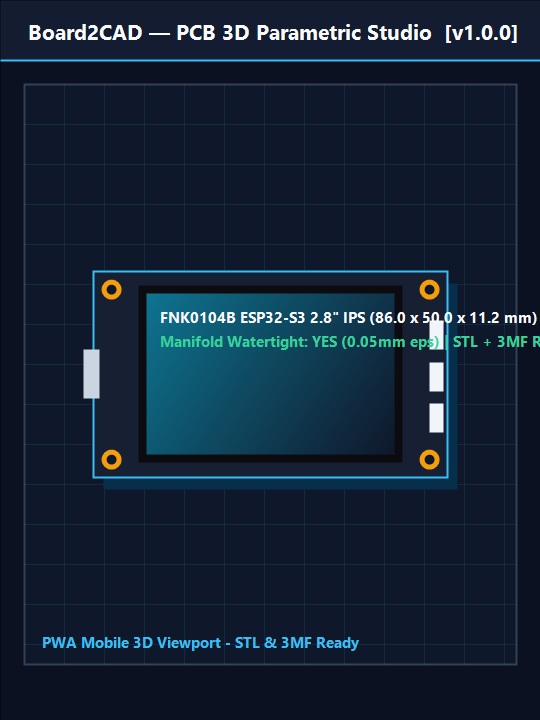 Board2CAD — PCB 3D Parametric Studio [v1.0.0]
FNK0104B ESP32-S3 2.8" IPS (86.0 x 50.0 x 11.2 mm)
Manifold Watertight: YES (0.05mm eps) | STL + 3MF R
PWA Mobile 3D Viewport - STL & 3MF Ready